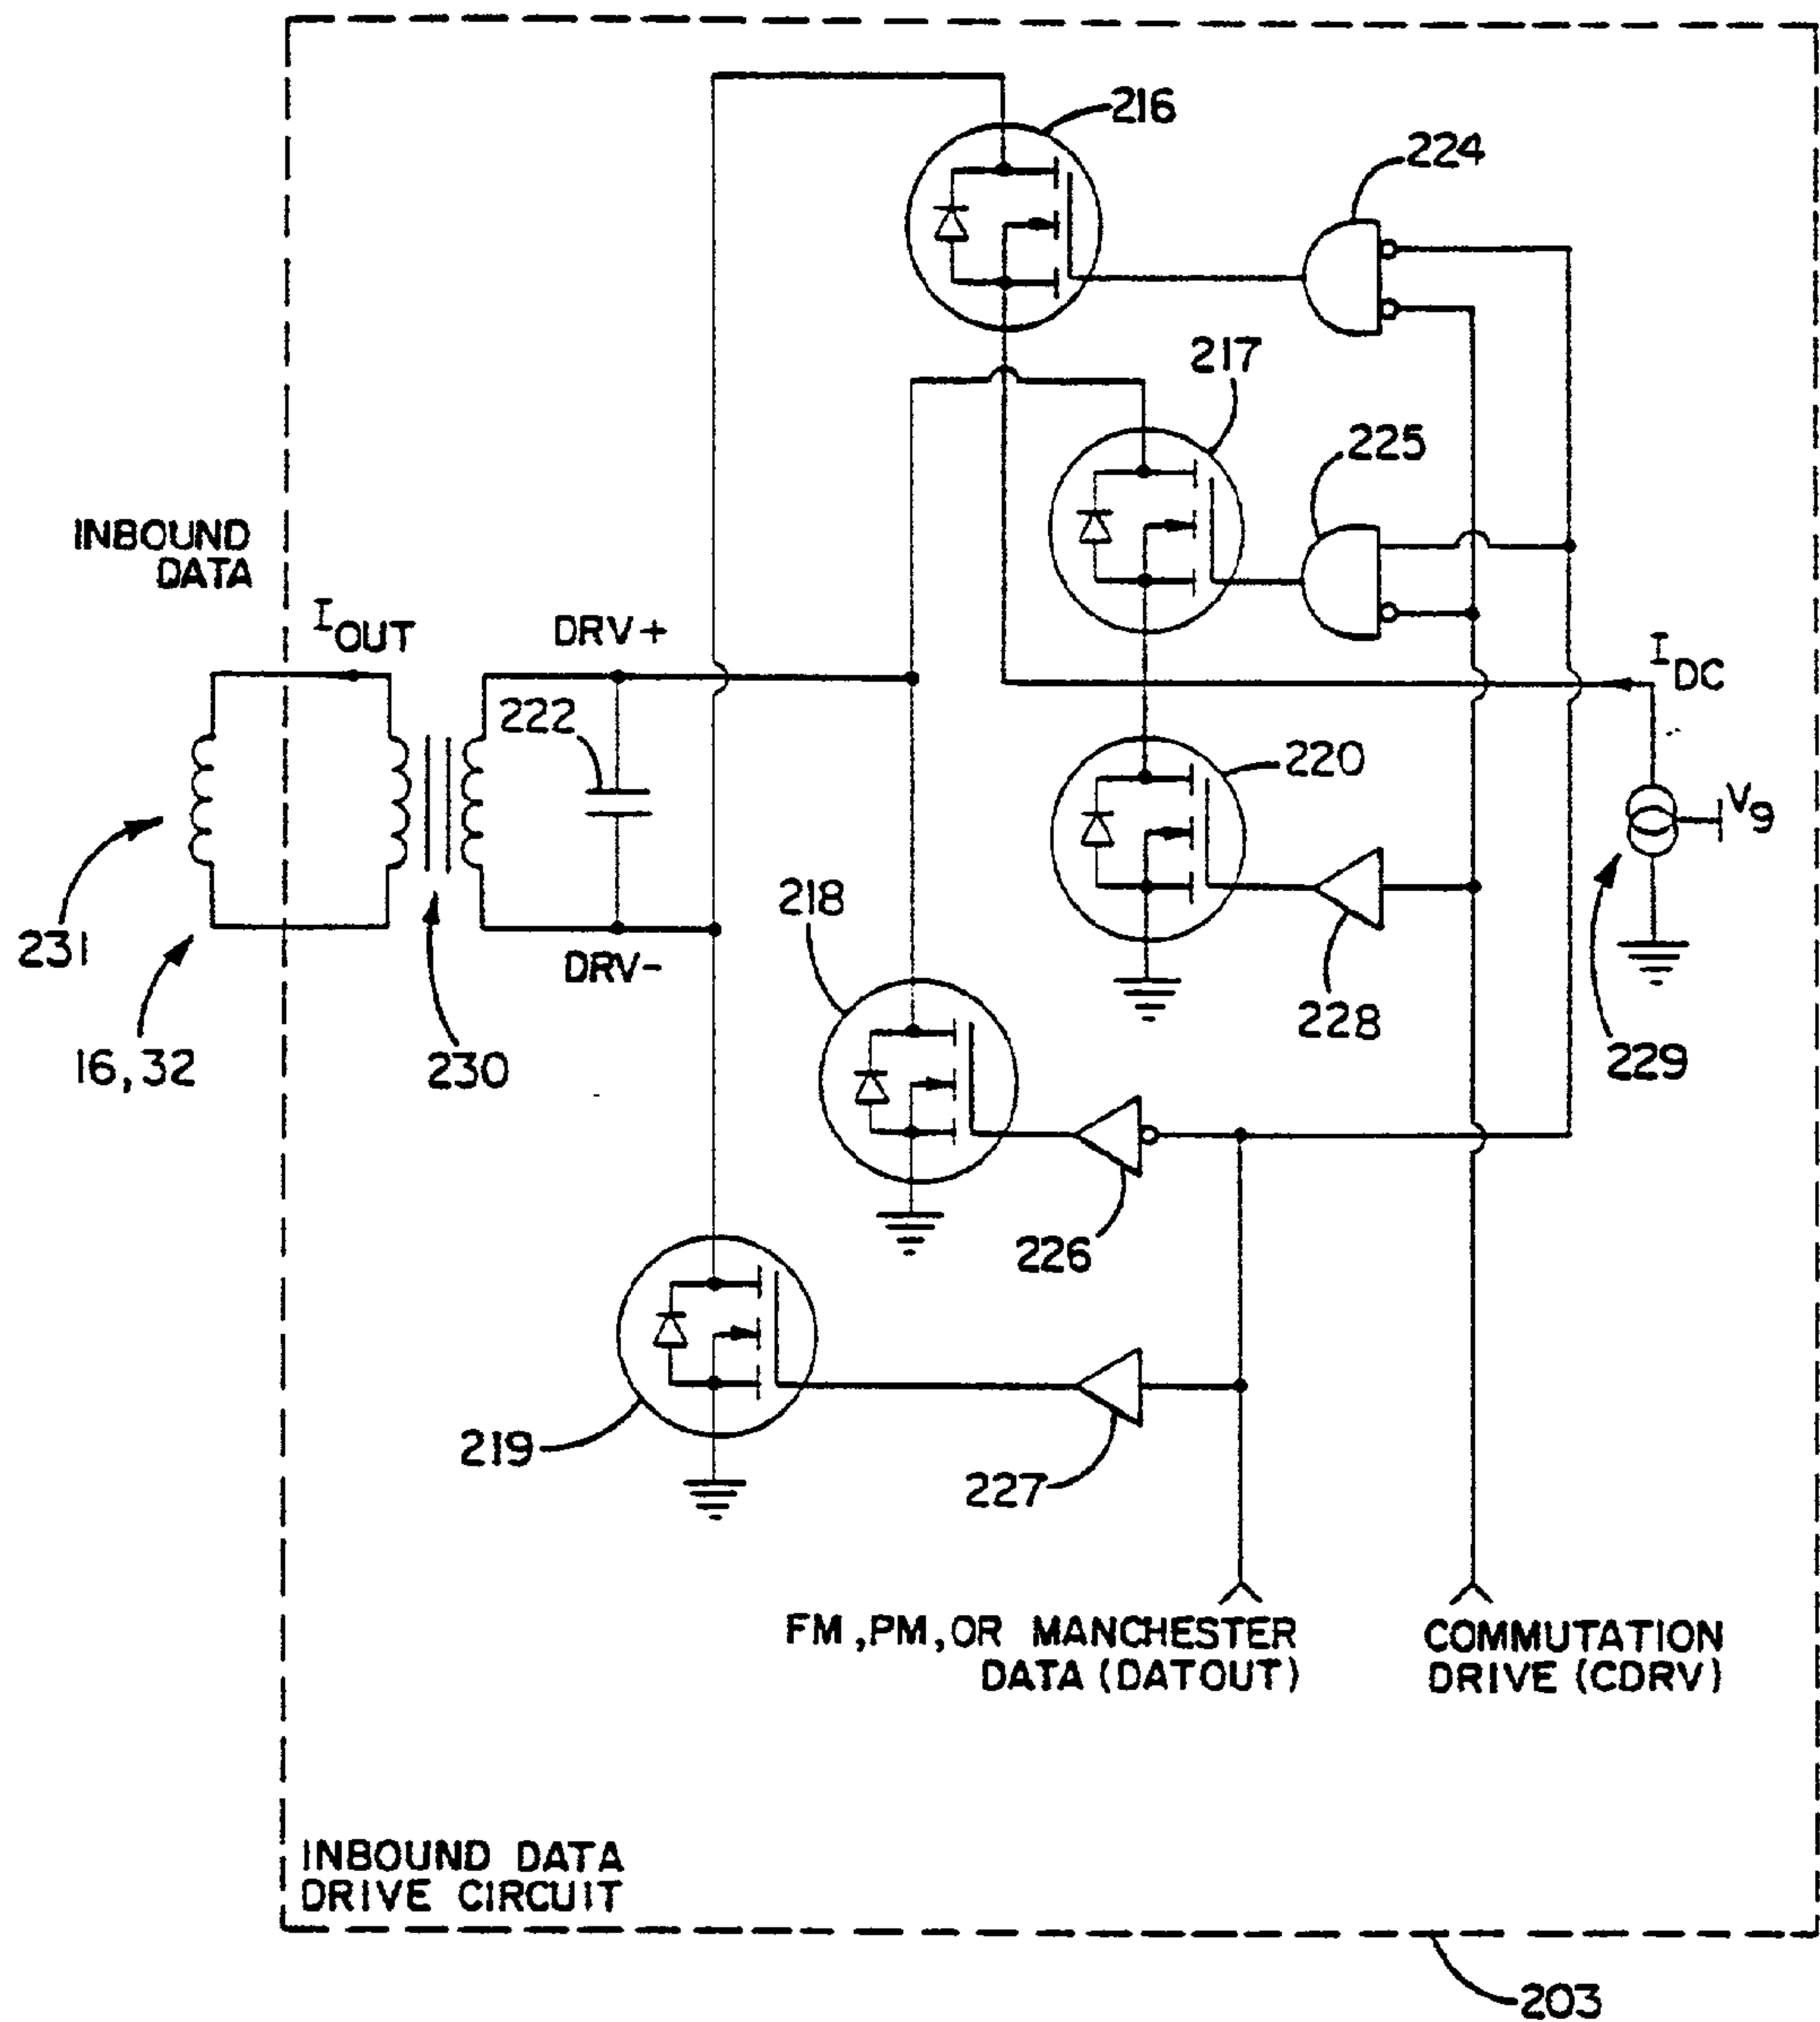 216
224
217
225
INBOUND
DATA
I OUT
DRV+
I DC
222
220
V9
218
231
DRV-
228
16,32
230
229
226
219
227
FM,PM,OR MANCHESTER
DATA (DATOUT)
COMMUTATION
DRIVE (CDRV)
INBOUND DATA
DRIVE CIRCUIT
203